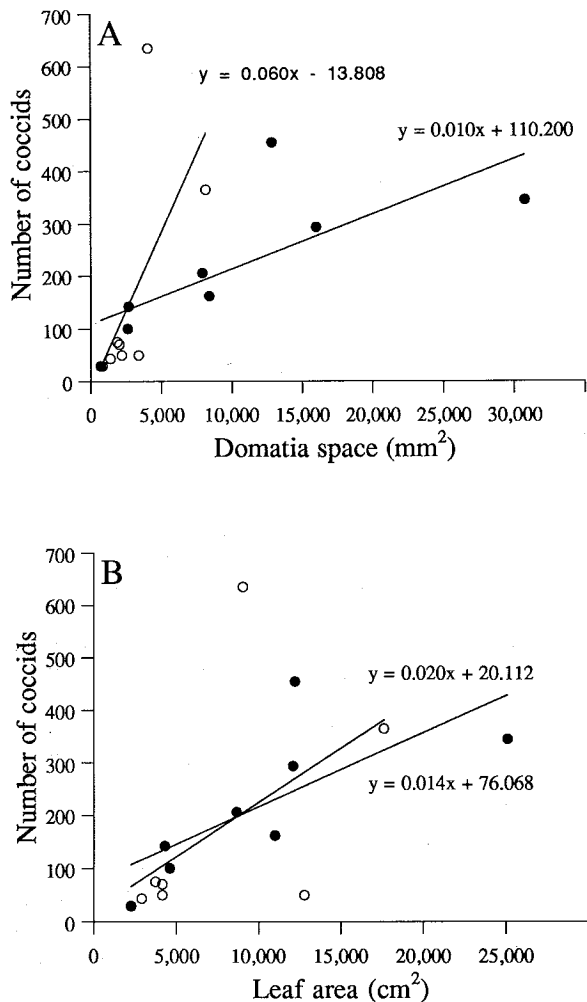 A
700
600
500
400
300
200
100
0
Number of coccids
y = 0.060x - 13.808
y = 0.010x + 110.200
0 5,000 10,000 15,000 20,000 25,000 30,000
Domatia space (mm²)
B
700
600
500
400
300
200
100
0
Number of coccids
y = 0.020x + 20.112
y = 0.014x + 76.068
0 5,000 10,000 15,000 20,000 25,000
Leaf area (cm²)